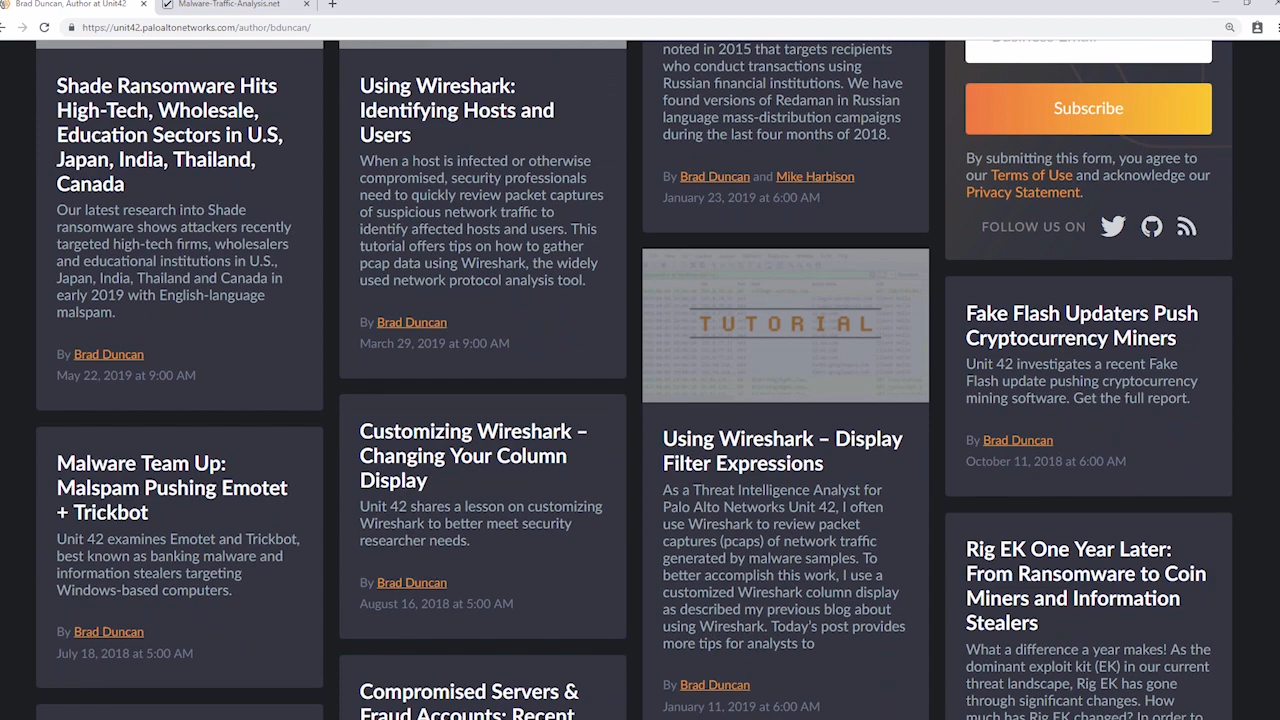 Brad Duncan, Author at Unit42
Malware-Traffic-Analysis.net
https://unit42.paloaltonetworks.com/author/bduncan/
Shade Ransomware Hits
High-Tech, Wholesale,
Education Sectors in U.S,
Japan, India, Thailand,
Canada
Our latest research into Shade
ransomware shows attackers recently
targeted high-tech firms, wholesalers
and educational institutions in U.S.,
Japan, India, Thailand and Canada in
early 2019 with English-language
malspam.
By Brad Duncan
May 22, 2019 at 9:00 AM
Malware Team Up:
Malspam Pushing Emotet
+ Trickbot
Unit 42 examines Emotet and Trickbot,
best known as banking malware and
information stealers targeting
Windows-based computers.
By Brad Duncan
July 18, 2018 at 5:00 AM
Using Wireshark:
Identifying Hosts and
Users
When a host is infected or otherwise
compromised, security professionals
need to quickly review packet captures
of suspicious network traffic to
identify affected hosts and users. This
tutorial offers tips on how to gather
pcap data using Wireshark, the widely
used network protocol analysis tool.
By Brad Duncan
March 29, 2019 at 9:00 AM
Customizing Wireshark –
Changing Your Column
Display
Unit 42 shares a lesson on customizing
Wireshark to better meet security
researcher needs.
By Brad Duncan
August 16, 2018 at 5:00 AM
Compromised Servers &
Fraud Accounts: Recent
noted in 2015 that targets recipients
who conduct transactions using
Russian financial institutions. We have
found versions of Redaman in Russian
language mass-distribution campaigns
during the last four months of 2018.
By Brad Duncan and Mike Harbison
January 23, 2019 at 6:00 AM
TUTORIAL
Using Wireshark – Display
Filter Expressions
As a Threat Intelligence Analyst for
Palo Alto Networks Unit 42, I often
use Wireshark to review packet
captures (pcaps) of network traffic
generated by malware samples. To
better accomplish this work, I use a
customized Wireshark column display
as described my previous blog about
using Wireshark. Today's post provides
more tips for analysts to
By Brad Duncan
January 11, 2019 at 6:00 AM
Subscribe
By submitting this form, you agree to
our Terms of Use and acknowledge our
Privacy Statement.
FOLLOW US ON
Fake Flash Updaters Push
Cryptocurrency Miners
Unit 42 investigates a recent Fake
Flash update pushing cryptocurrency
mining software. Get the full report.
By Brad Duncan
October 11, 2018 at 6:00 AM
Rig EK One Year Later:
From Ransomware to Coin
Miners and Information
Stealers
What a difference a year makes! As the
dominant exploit kit (EK) in our current
threat landscape, Rig EK has gone
through significant changes. How
much has Rig EK changed? In order to